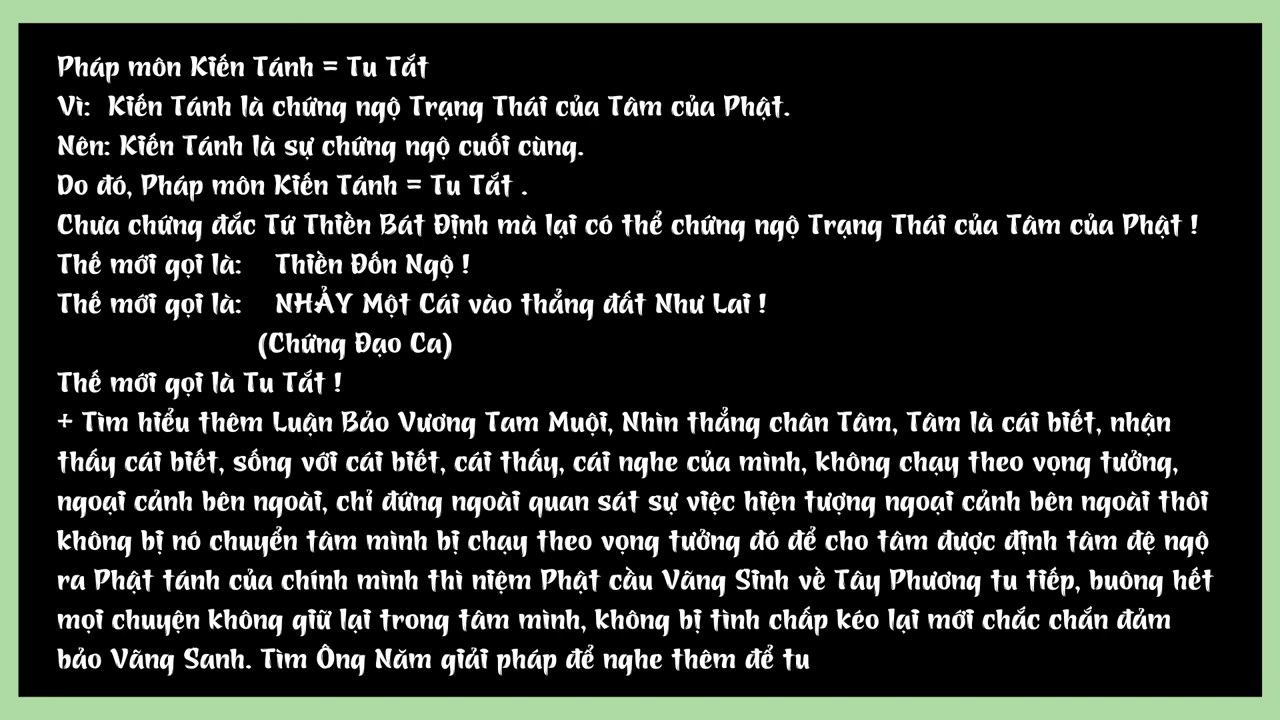 Pháp môn Kiến Tánh = Tu Tắt
Vì: Kiến Tánh là chứng ngộ Trạng Thái của Tâm của Phật.
Nên: Kiến Tánh là sự chứng ngộ cuối cùng.
Do đó, Pháp môn Kiến Tánh = Tu Tắt .
Chưa chứng đắc Tứ Thiền Bát Định mà lại có thể chứng ngộ Trạng Thái của Tâm của Phật !
Thế mới gọi là: Thiền Đốn Ngộ !
Thế mới gọi là: NHẢY Một Cái vào thẳng đất Như Lai !
(Chứng Đạo Ca)
Thế mới gọi là Tu Tắt !
+ Tìm hiểu thêm Luận Bảo Vương Tam Muội, Nhìn thẳng chân Tâm, Tâm là cái biết, nhận
thấy cái biết, sống với cái biết, cái thấy, cái nghe của mình, không chạy theo vọng tưởng,
ngoại cảnh bên ngoài, chỉ đứng ngoài quan sát sự việc hiện tượng ngoại cảnh bên ngoài thôi
không bị nó chuyển tâm mình bị chạy theo vọng tưởng đó để cho tâm được định tâm đệ ngộ
ra Phật tánh của chính mình thì niệm Phật cầu Vãng Sinh về Tây Phương tu tiếp, buông hết
mọi chuyện không giữ lại trong tâm mình, không bị tình chấp kéo lại mới chắc chắn đảm
bảo Vãng Sanh. Tìm Ông Năm giải pháp để nghe thêm để tu